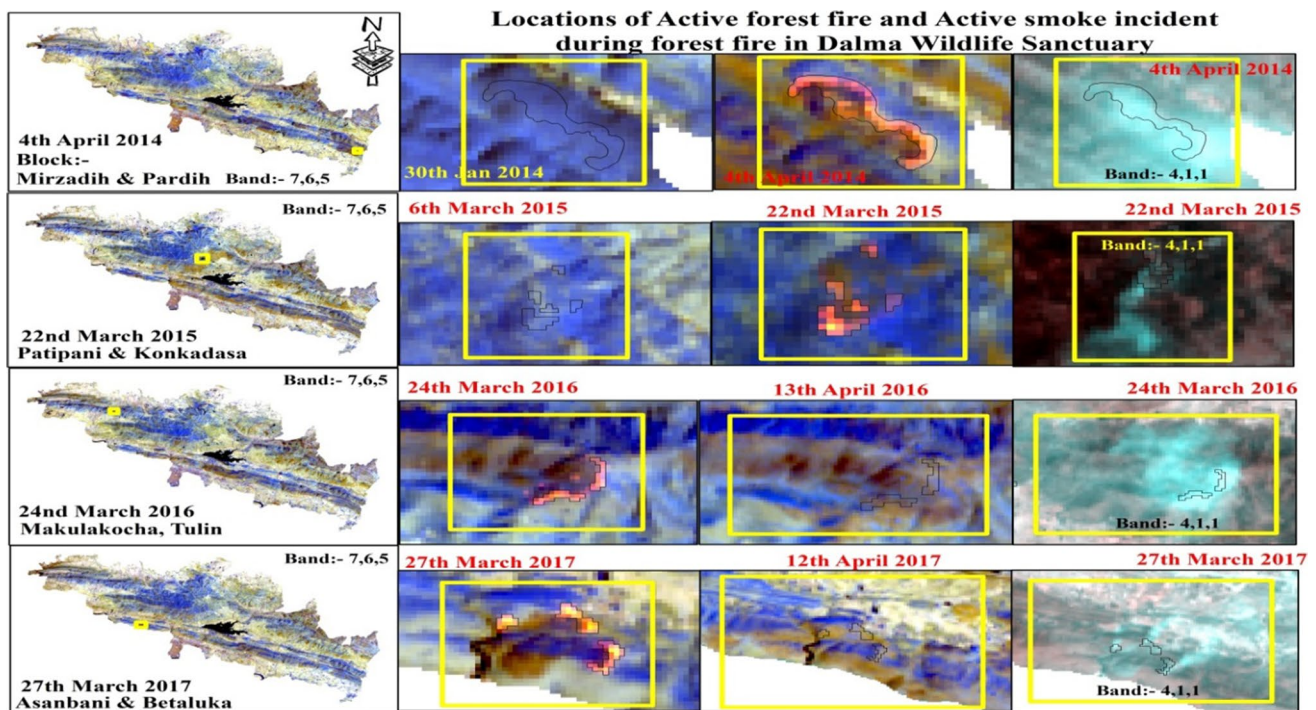 Locations of Active forest fire and Active smoke incident
during forest fire in Dalma Wildlife Sanctuary
N
4th April 2014
Block:-
Mirzadih & Pardih
Band:- 7,6,5
30th Jan 2014
4th April 2014
4th April 2014
Band:- 4,1,1
Band:- 7,6,5
22nd March 2015
Patipani & Konkadasa
6th March 2015
22nd March 2015
22nd March 2015
Band:- 4,1,1
Band:- 7,6,5
24nd March 2016
Makulakocha, Tulin
24th March 2016
13th April 2016
24th March 2016
Band:- 4,1,1
Band:- 7,6,5
27th March 2017
Asanbani & Betaluka
27th March 2017
12th April 2017
27th March 2017
Band:- 4,1,1